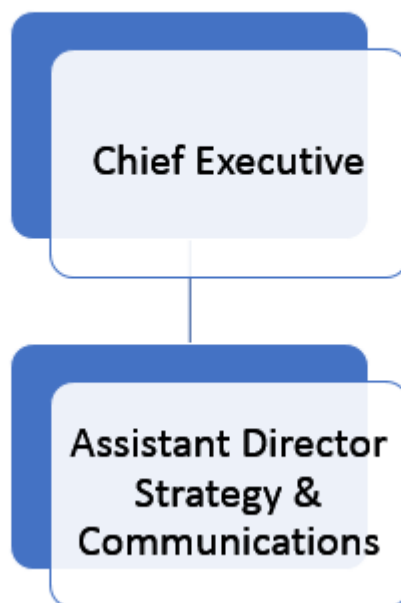 Chief Executive
Assistant Director
Strategy &
Communications